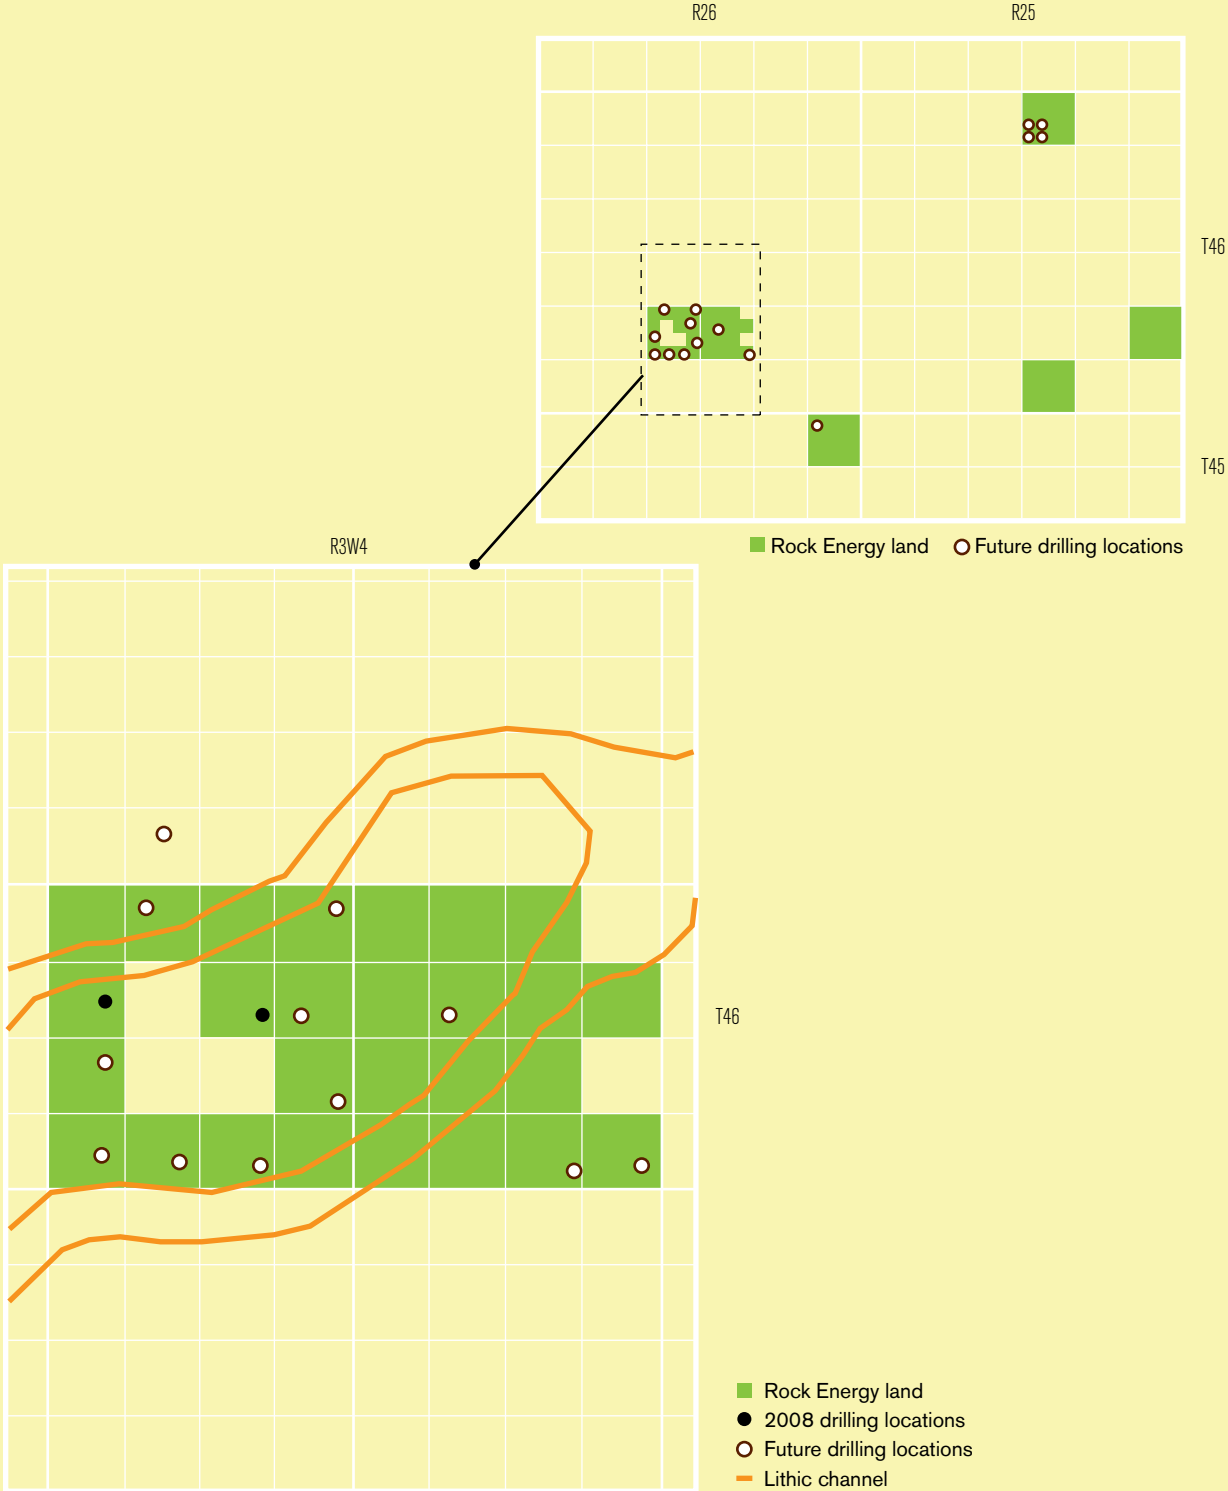 R26
R25
T46
T45
Rock Energy land
Future drilling locations
R3W4
T46
Rock Energy land
2008 drilling locations
Future drilling locations
Lithic channel